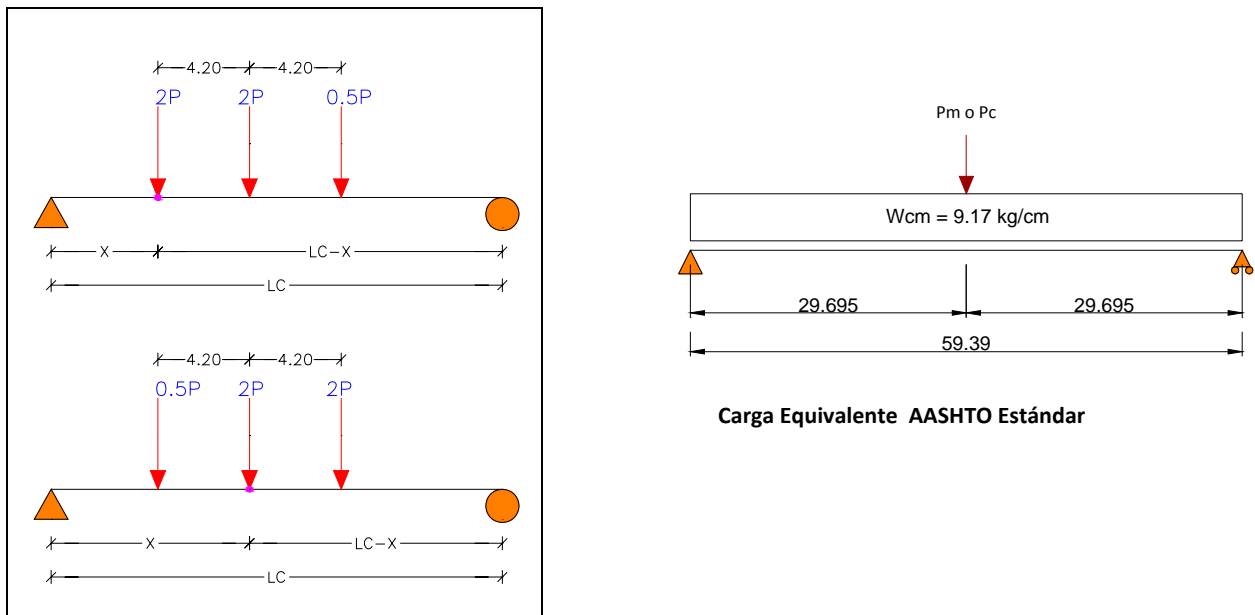 4.20 4.20
2P 2P 0.5P
X LC-X
LC
4.20 4.20
0.5P 2P 2P
X LC-X
LC
Pm o Pc
Wcm = 9.17 kg/cm
29.695 29.695
59.39
Carga Equivalente AASHTO Estándar